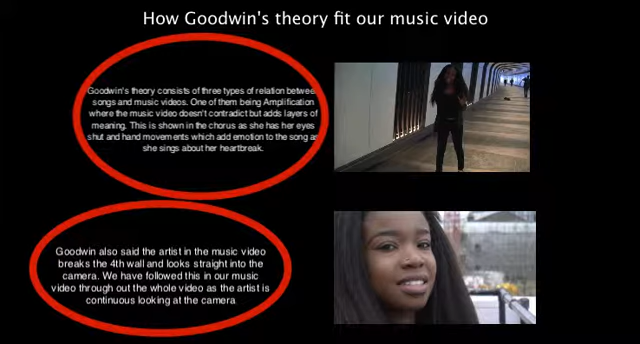 How Goodwin's theory fit our music video
Goodwin's theory consists of three types of relation between
songs and music videos. One of them being Amplification
where the music video doesn't contradict but adds layers of
meaning. This is shown in the chorus as she has her eyes
shut and hand movements which add emotion to the song as
she sings about her heartbreak.
Goodwin also said the artist in the music video
breaks the 4th wall and looks straight into the
camera. We have followed this in our music
video through out the whole video as the artist is
continuous looking at the camera